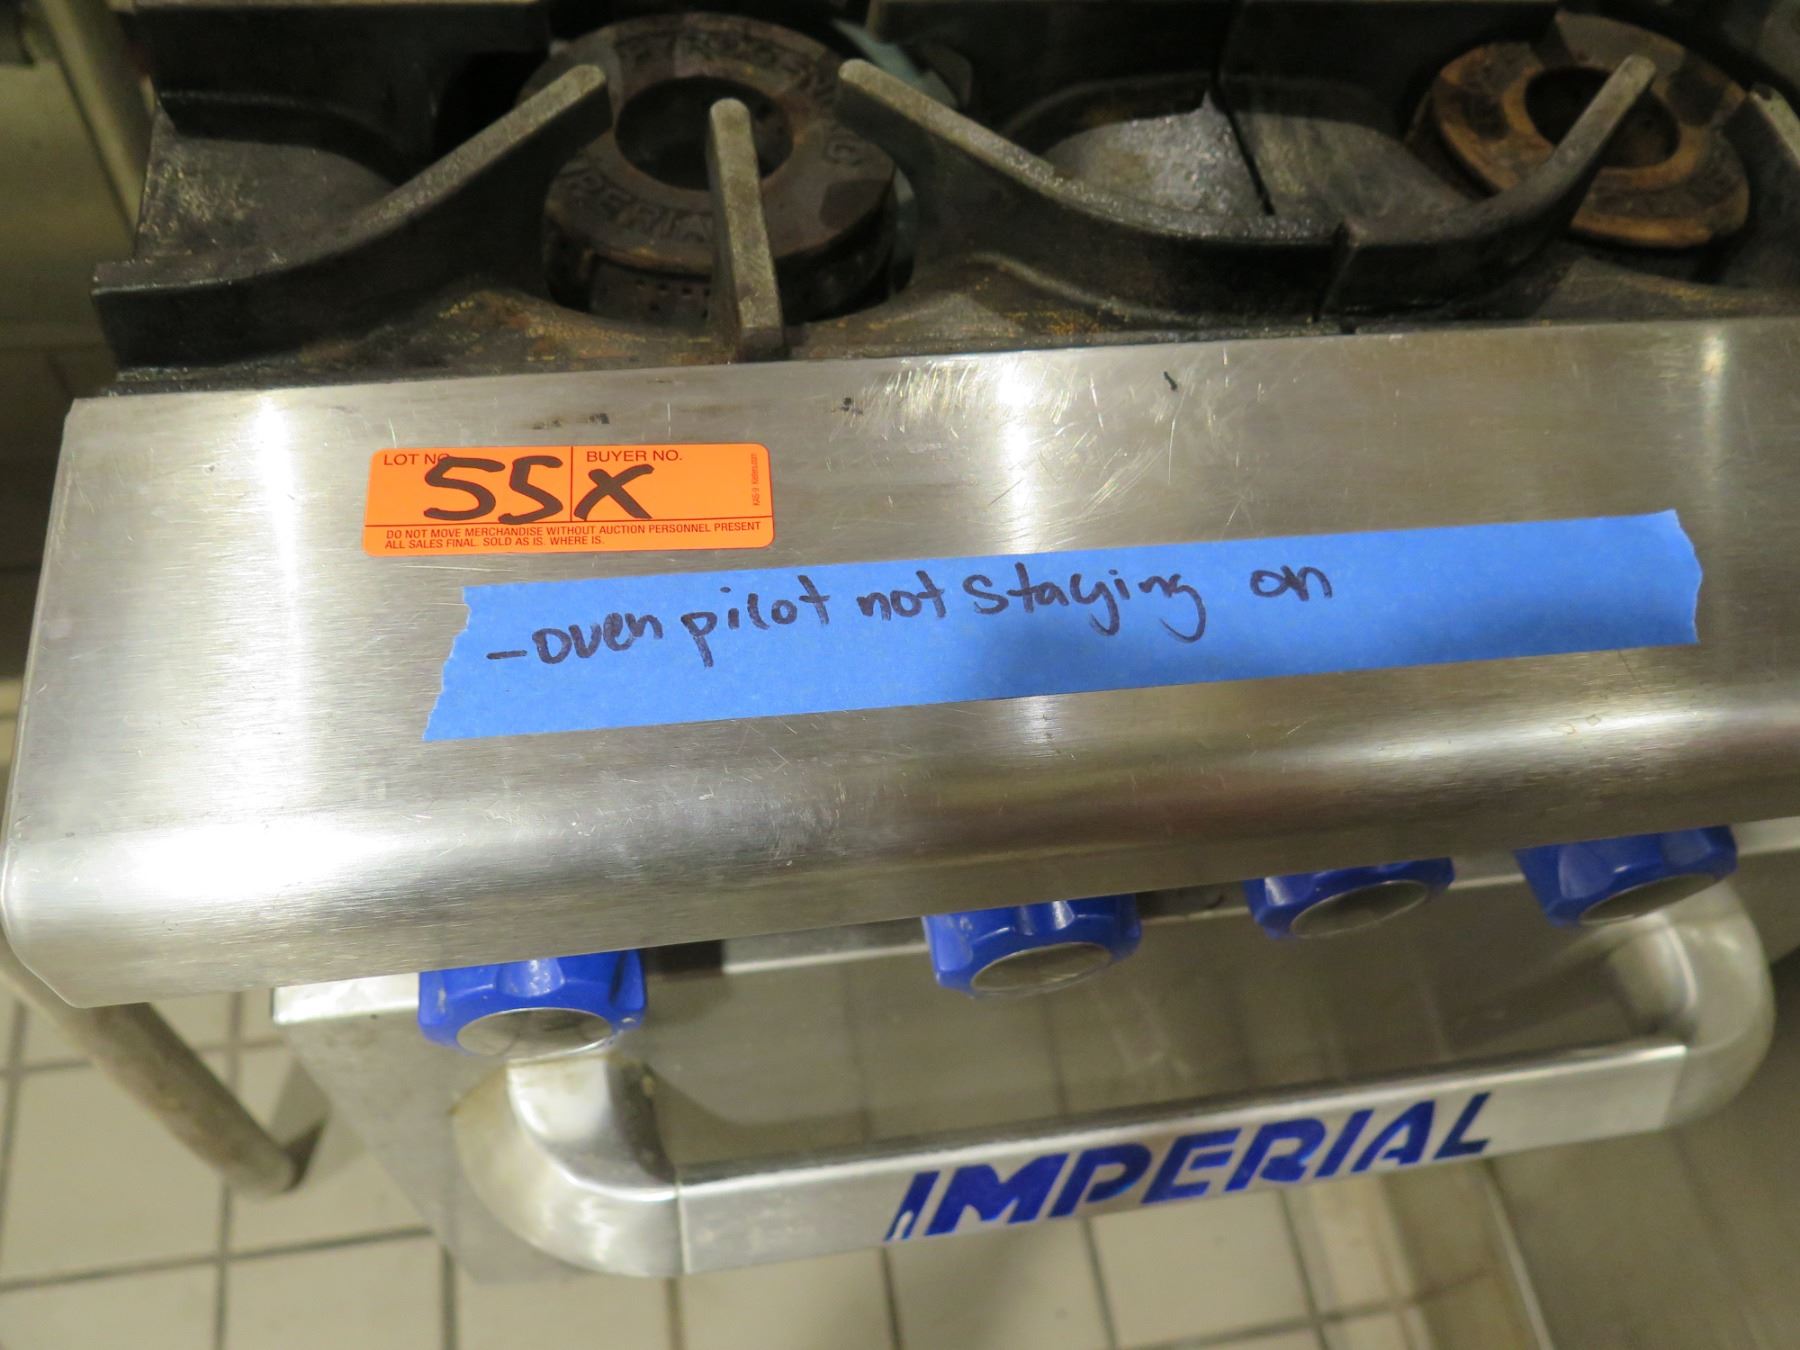 LOT NO. BUYER NO.
55X
DO NOT MOVE MERCHANDISE WITHOUT AUCTION PERSONNEL PRESENT
ALL SALES FINAL. SOLD AS IS. WHERE IS.
-oven pilot not staying on
IMPERIAL